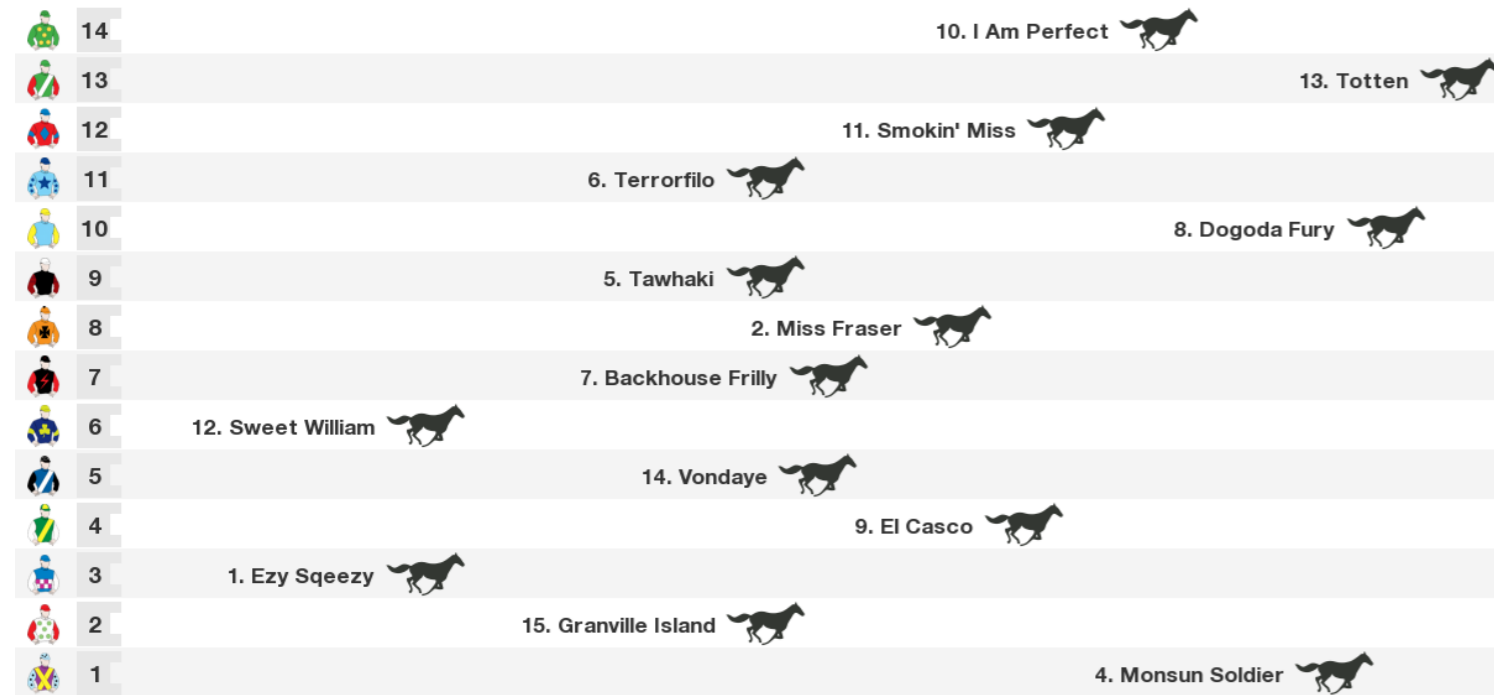 14 10. I Am Perfect
13 13. Totten
12 11. Smokin' Miss
11 6. Terrorfilo
10 8. Dogoda Fury
9 5. Tawhaki
8 2. Miss Fraser
7 7. Backhouse Frilly
6 12. Sweet William
5 14. Vondaye
4 9. El Casco
3 1. Ezy Sqeezy
2 15. Granville Island
1 4. Monsun Soldier